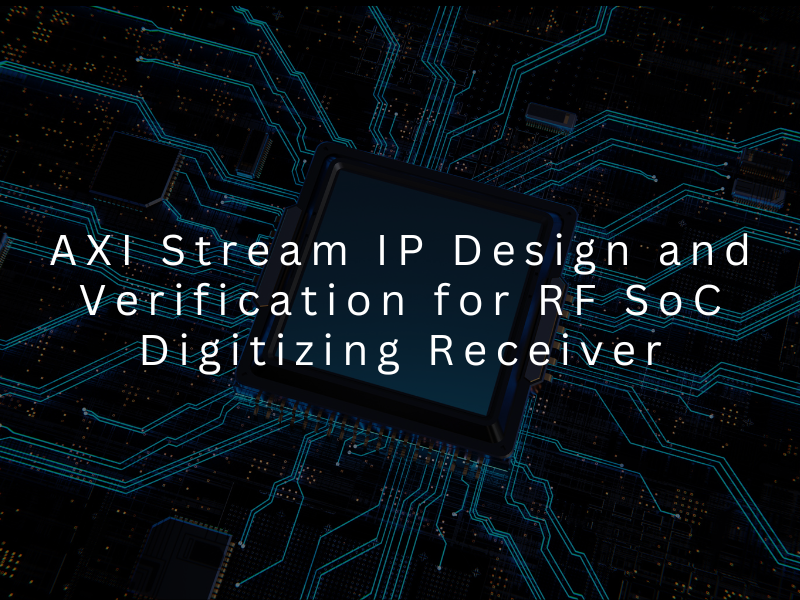 AXI Stream IP Design and
Verification for RF SoC
Digitizing Receiver